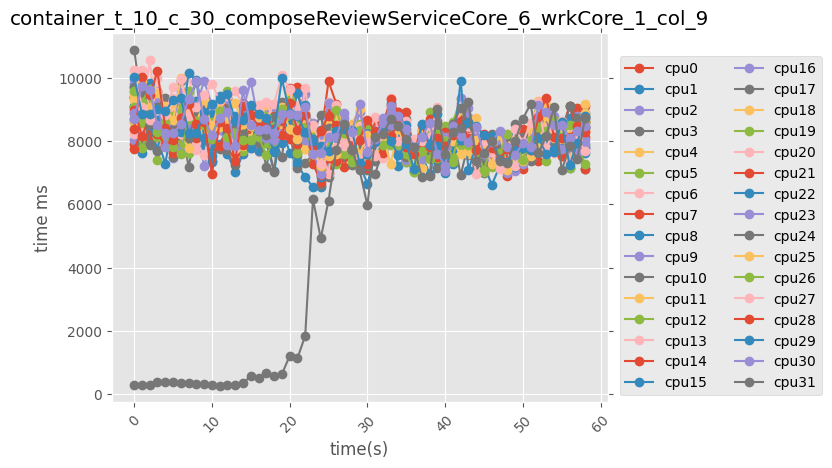 container_t_10_c_30_composeReviewServiceCore_6_wrkCore_1_col_9
time ms
10000
8000
6000
4000
2000
0
0
10
20
30
40
50
60
time(s)
cpu0
cpu1
cpu2
cpu3
cpu4
cpu5
cpu6
cpu7
cpu8
cpu9
cpu10
cpu11
cpu12
cpu13
cpu14
cpu15
cpu16
cpu17
cpu18
cpu19
cpu20
cpu21
cpu22
cpu23
cpu24
cpu25
cpu26
cpu27
cpu28
cpu29
cpu30
cpu31